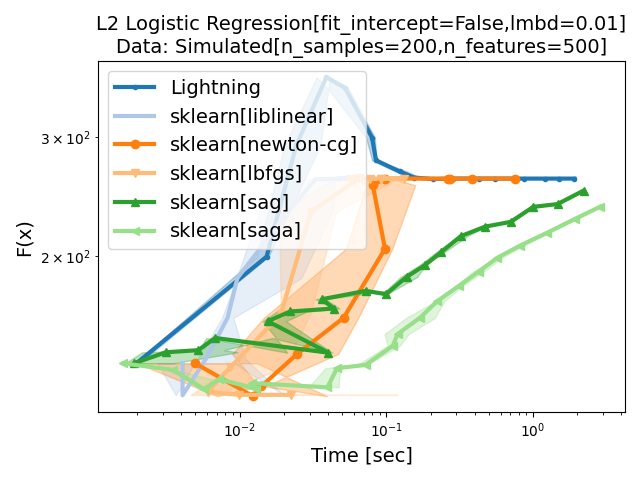 L2 Logistic Regression[fit_intercept=False,lmbd=0.01]
Data: Simulated[n_samples=200,n_features=500]
Lightning
sklearn[liblinear]
sklearn[newton-cg]
sklearn[lbfgs]
sklearn[sag]
sklearn[saga]
3 × 10²
2 × 10²
F(x)
10⁻² 10⁻¹ 10⁰
Time [sec]